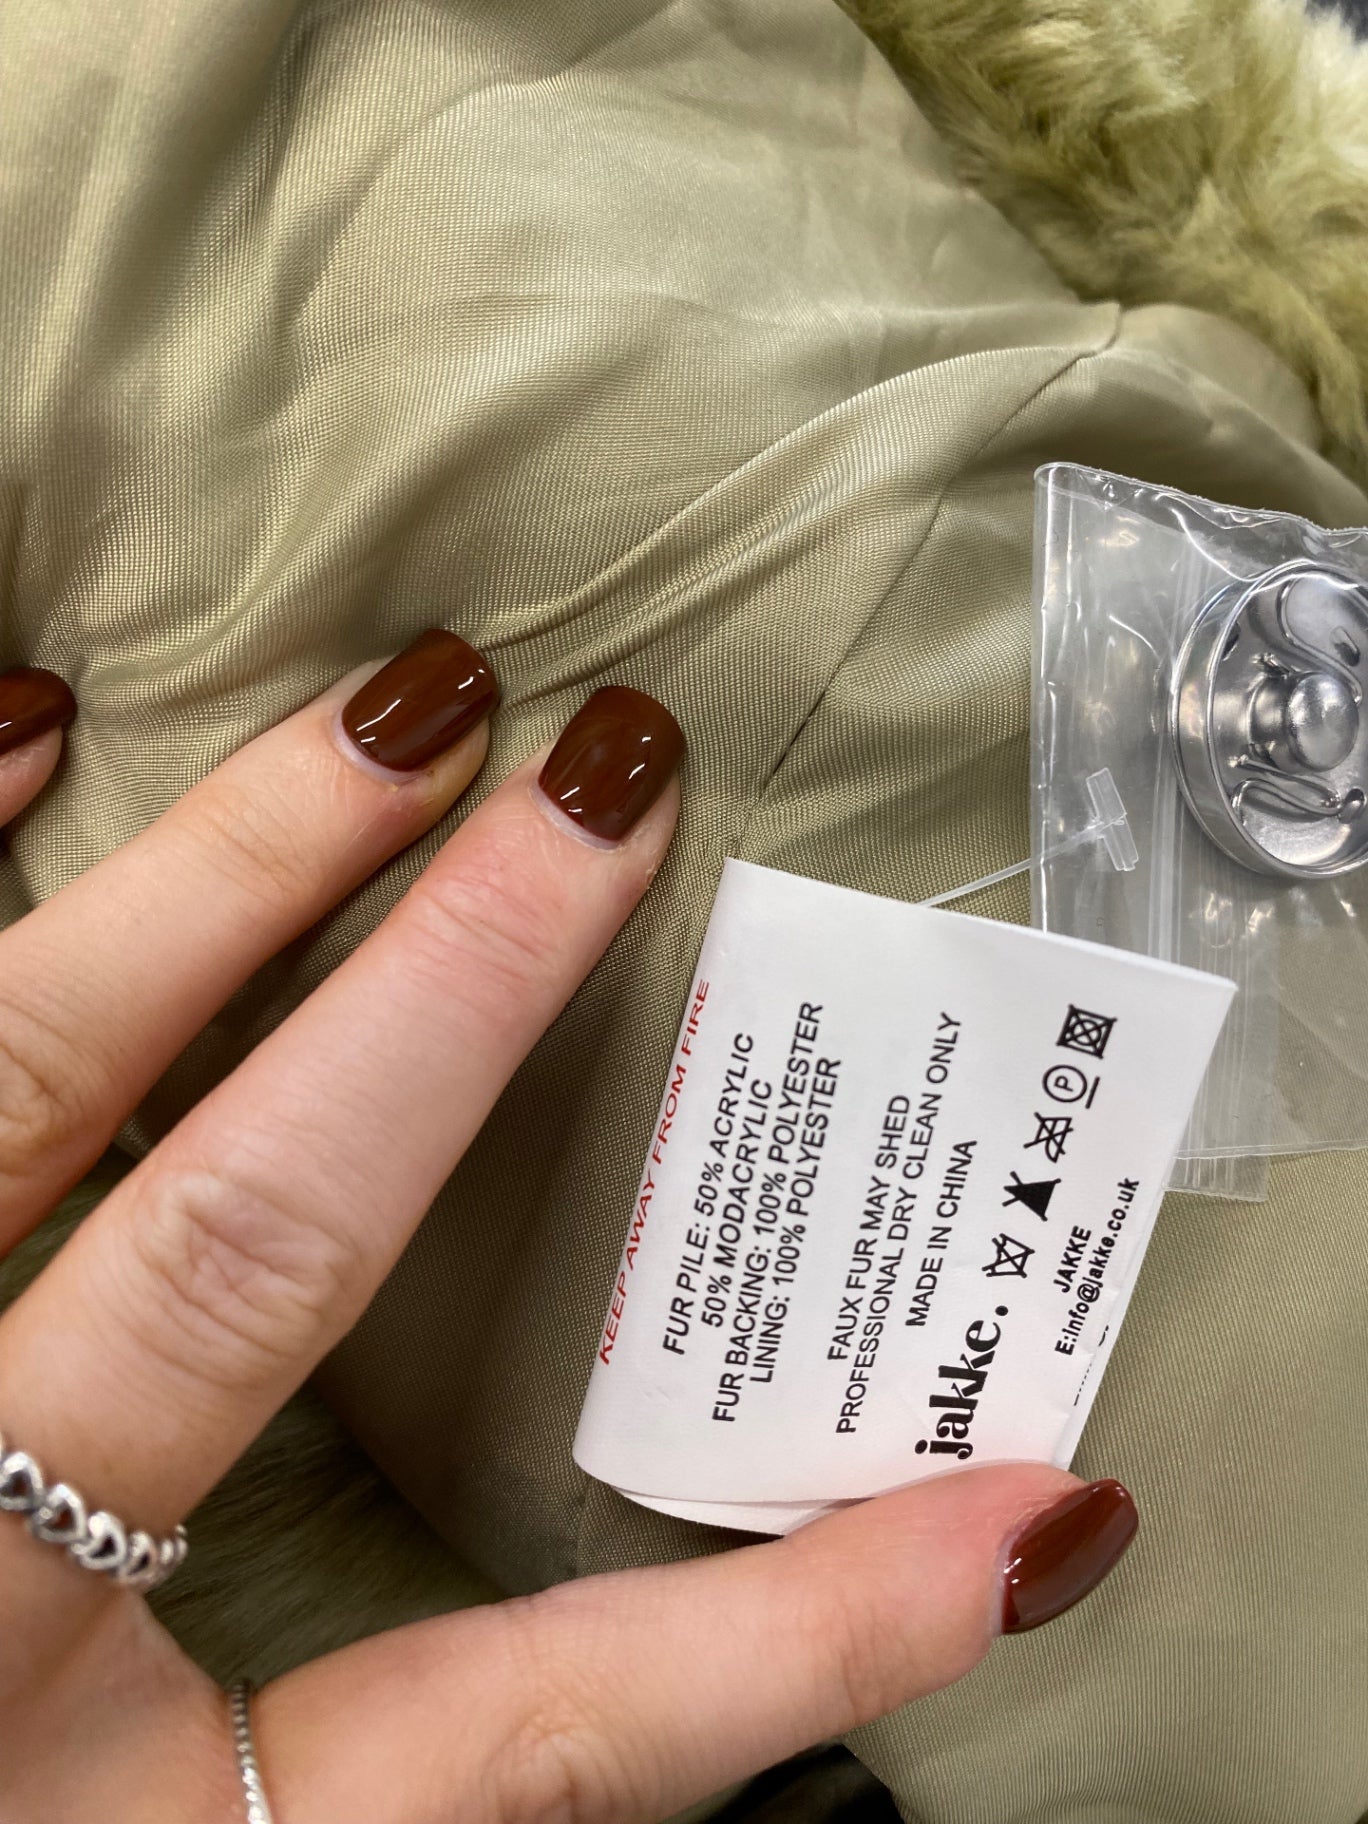 KEEP AWAY FROM FIRE
FUR PILE: 50% ACRYLIC
50% MODACRYLIC
FUR BACKING: 100% POLYESTER
LINING: 100% POLYESTER
FAUX FUR MAY SHED
PROFESSIONAL DRY CLEAN ONLY
MADE IN CHINA
jakke.
P
JAKKE
E:info@jakke.co.uk